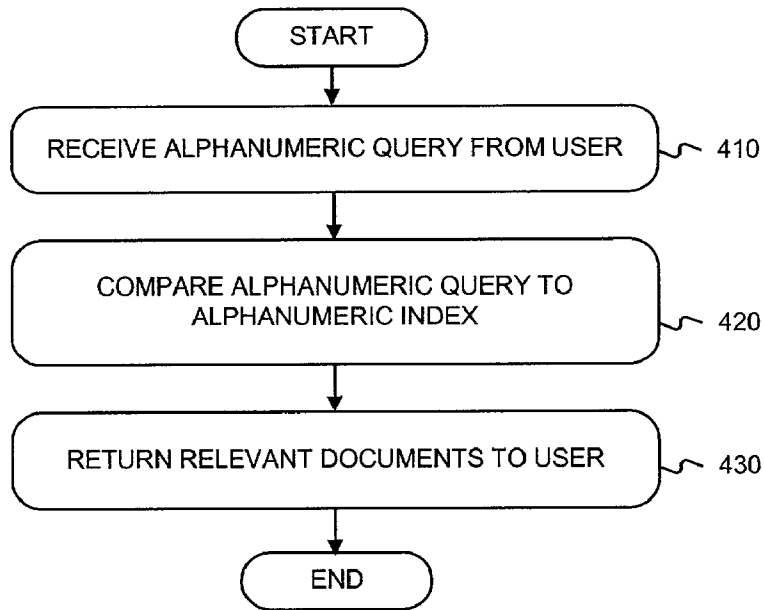 START
RECEIVE ALPHANUMERIC QUERY FROM USER
410
COMPARE ALPHANUMERIC QUERY TO
ALPHANUMERIC INDEX
420
RETURN RELEVANT DOCUMENTS TO USER
430
END